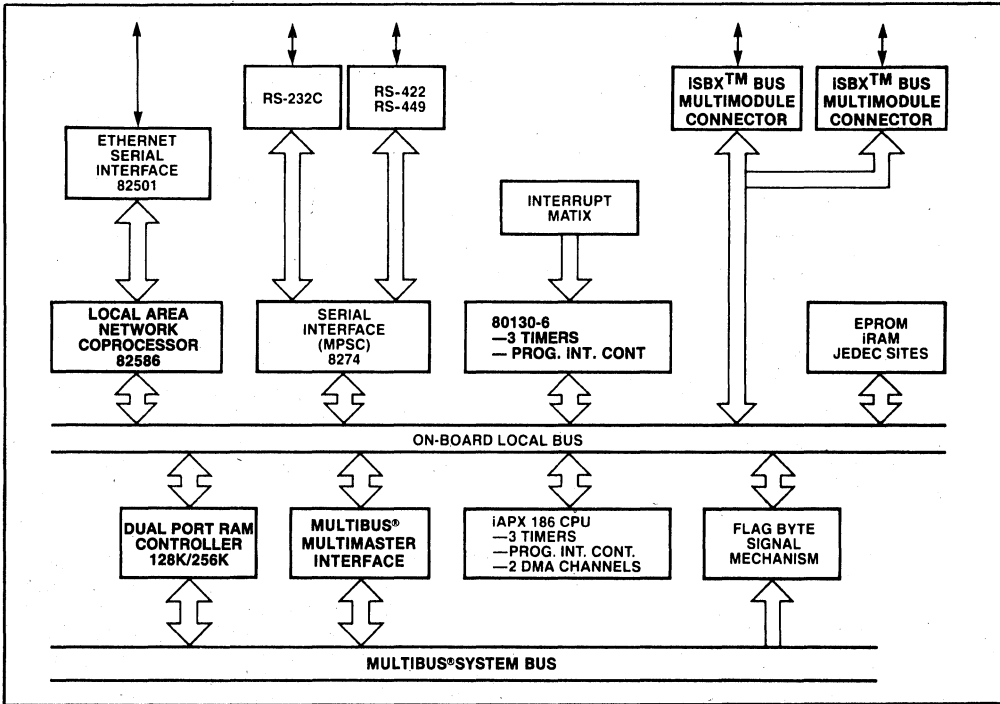 RS-232C
RS-422
RS-449
iSBX™ BUS
MULTIMODULE
CONNECTOR
iSBX™ BUS
MULTIMODULE
CONNECTOR
ETHERNET
SERIAL
INTERFACE
82501
INTERRUPT
MATIX
LOCAL AREA
NETWORK
COPROCESSOR
82586
SERIAL
INTERFACE
(MPSC)
8274
80130-6
—3 TIMERS
— PROG. INT. CONT
EPROM
iRAM
JEDEC SITES
ON-BOARD LOCAL BUS
DUAL PORT RAM
CONTROLLER
128K/256K
MULTIBUS®
MULTIMASTER
INTERFACE
iAPX 186 CPU
—3 TIMERS
—PROG. INT. CONT.
—2 DMA CHANNELS
FLAG BYTE
SIGNAL
MECHANISM
MULTIBUS®SYSTEM BUS